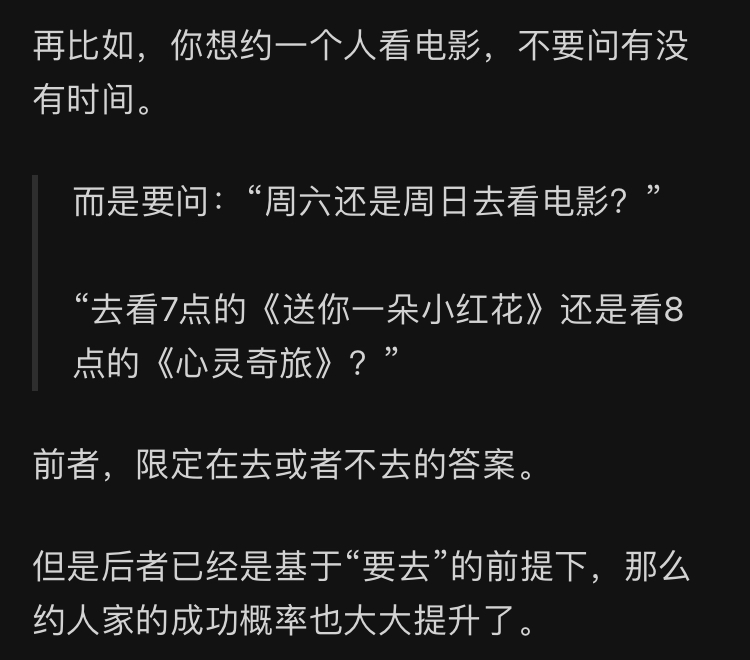 再比如，你想约一个人看电影，不要问有没
有时间。
而是要问：“周六还是周日去看电影？”
“去看7点的《送你一朵小红花》还是看8
点的《心灵奇旅》？”
前者，限定在去或者不去的答案。
但是后者已经是基于“要去”的前提下，那么
约人家的成功概率也大大提升了。